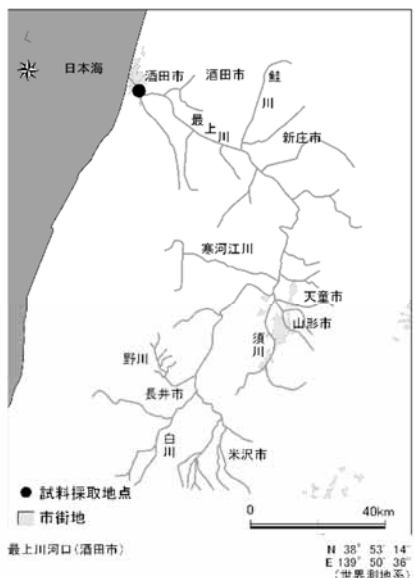 日本海
酒田市
酒田市
鮭川
最上川
新庄市
寒河江川
天童市
山形市
須川
野川
長井市
白川
米沢市
● 試料採取地点
市街地
0 40km
最上川河口(酒田市)
N 38° 53′ 14″
E 139° 50′ 36″
(世界測地系)